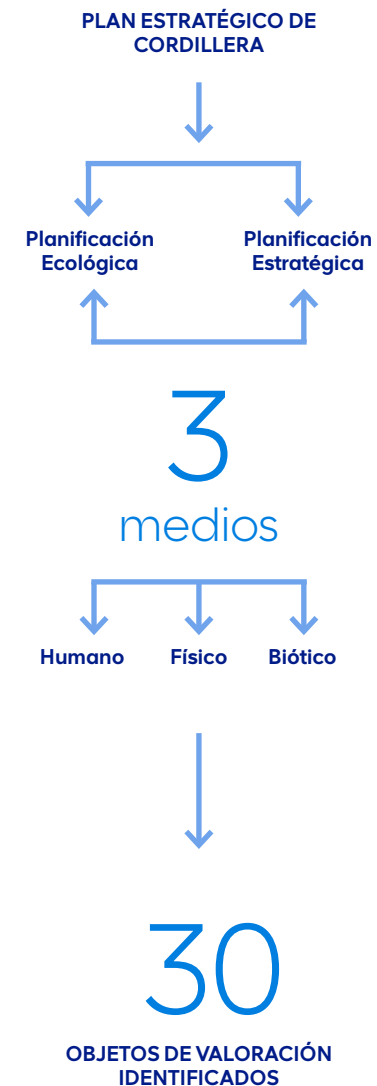 PLAN ESTRATÉGICO DE
CORDILLERA
Planificación
Ecológica
Planificación
Estratégica
3
medios
Humano
Físico
Biótico
30
OBJETOS DE VALORACIÓN
IDENTIFICADOS